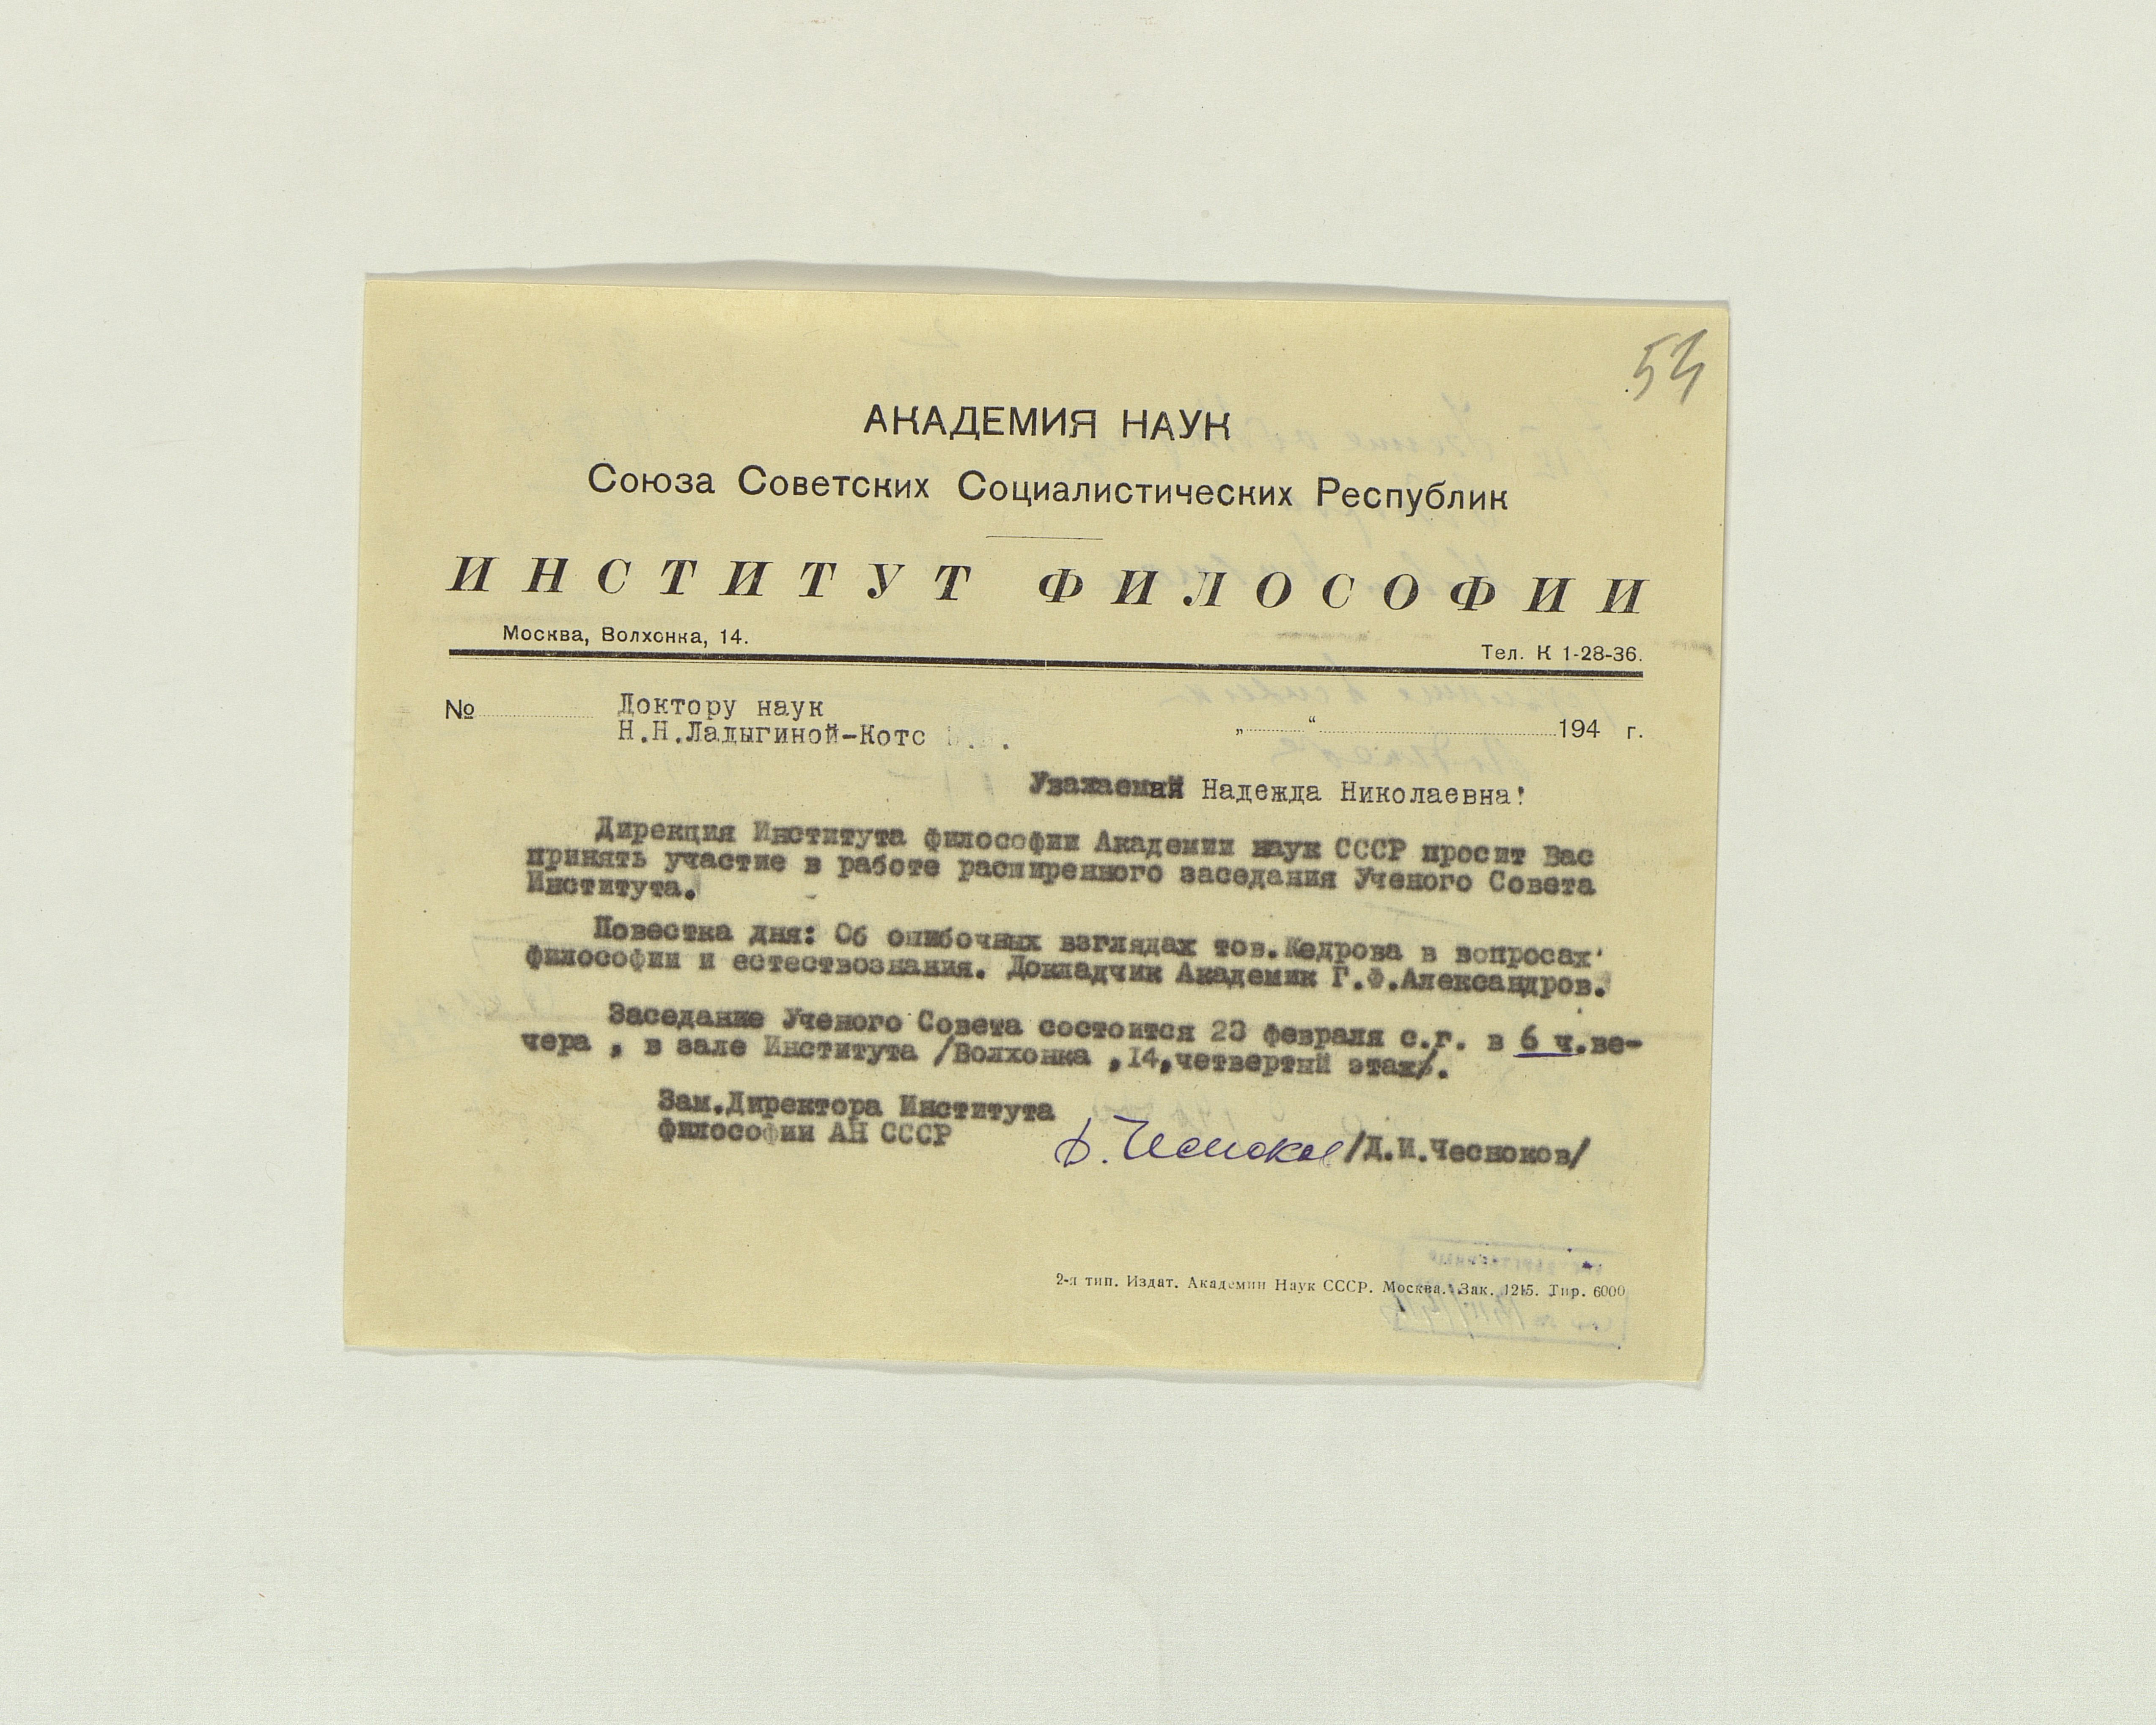 53
АКАДЕМИЯ НАУК
Союза Советских Социалистических Республик
ИНСТИТУТ ФИЛОСОФИИ
Москва, Волхонка, 14.
Тел. К 1-28-36.
№ Доктору наук
Н.Н.Ладыгиной-Котс
„ “ 194 г.
Уважаемый Надежда Николаевна!
Дирекция Института философии Академии наук СССР просит Вас
принять участие в работе расширенного заседания Ученого Совета
Института.
Повестка дня: Об ошибочных взглядах тов.Кедрова в вопросах
философии и естествознания. Докладчик Академик Г.Ф.Александров.
Заседание Ученого Совета состоится 23 февраля с.г. в 6 ч.ве-
чера , в зале Института /Волхонка ,14,четвертый этаж/.
Зам.Директора Института
философии АН СССР
Д. Чесноков /Д.И.Чесноков/
2-я тип. Издат. Академии Наук СССР. Москва. Зак. 1215. Тир. 6000